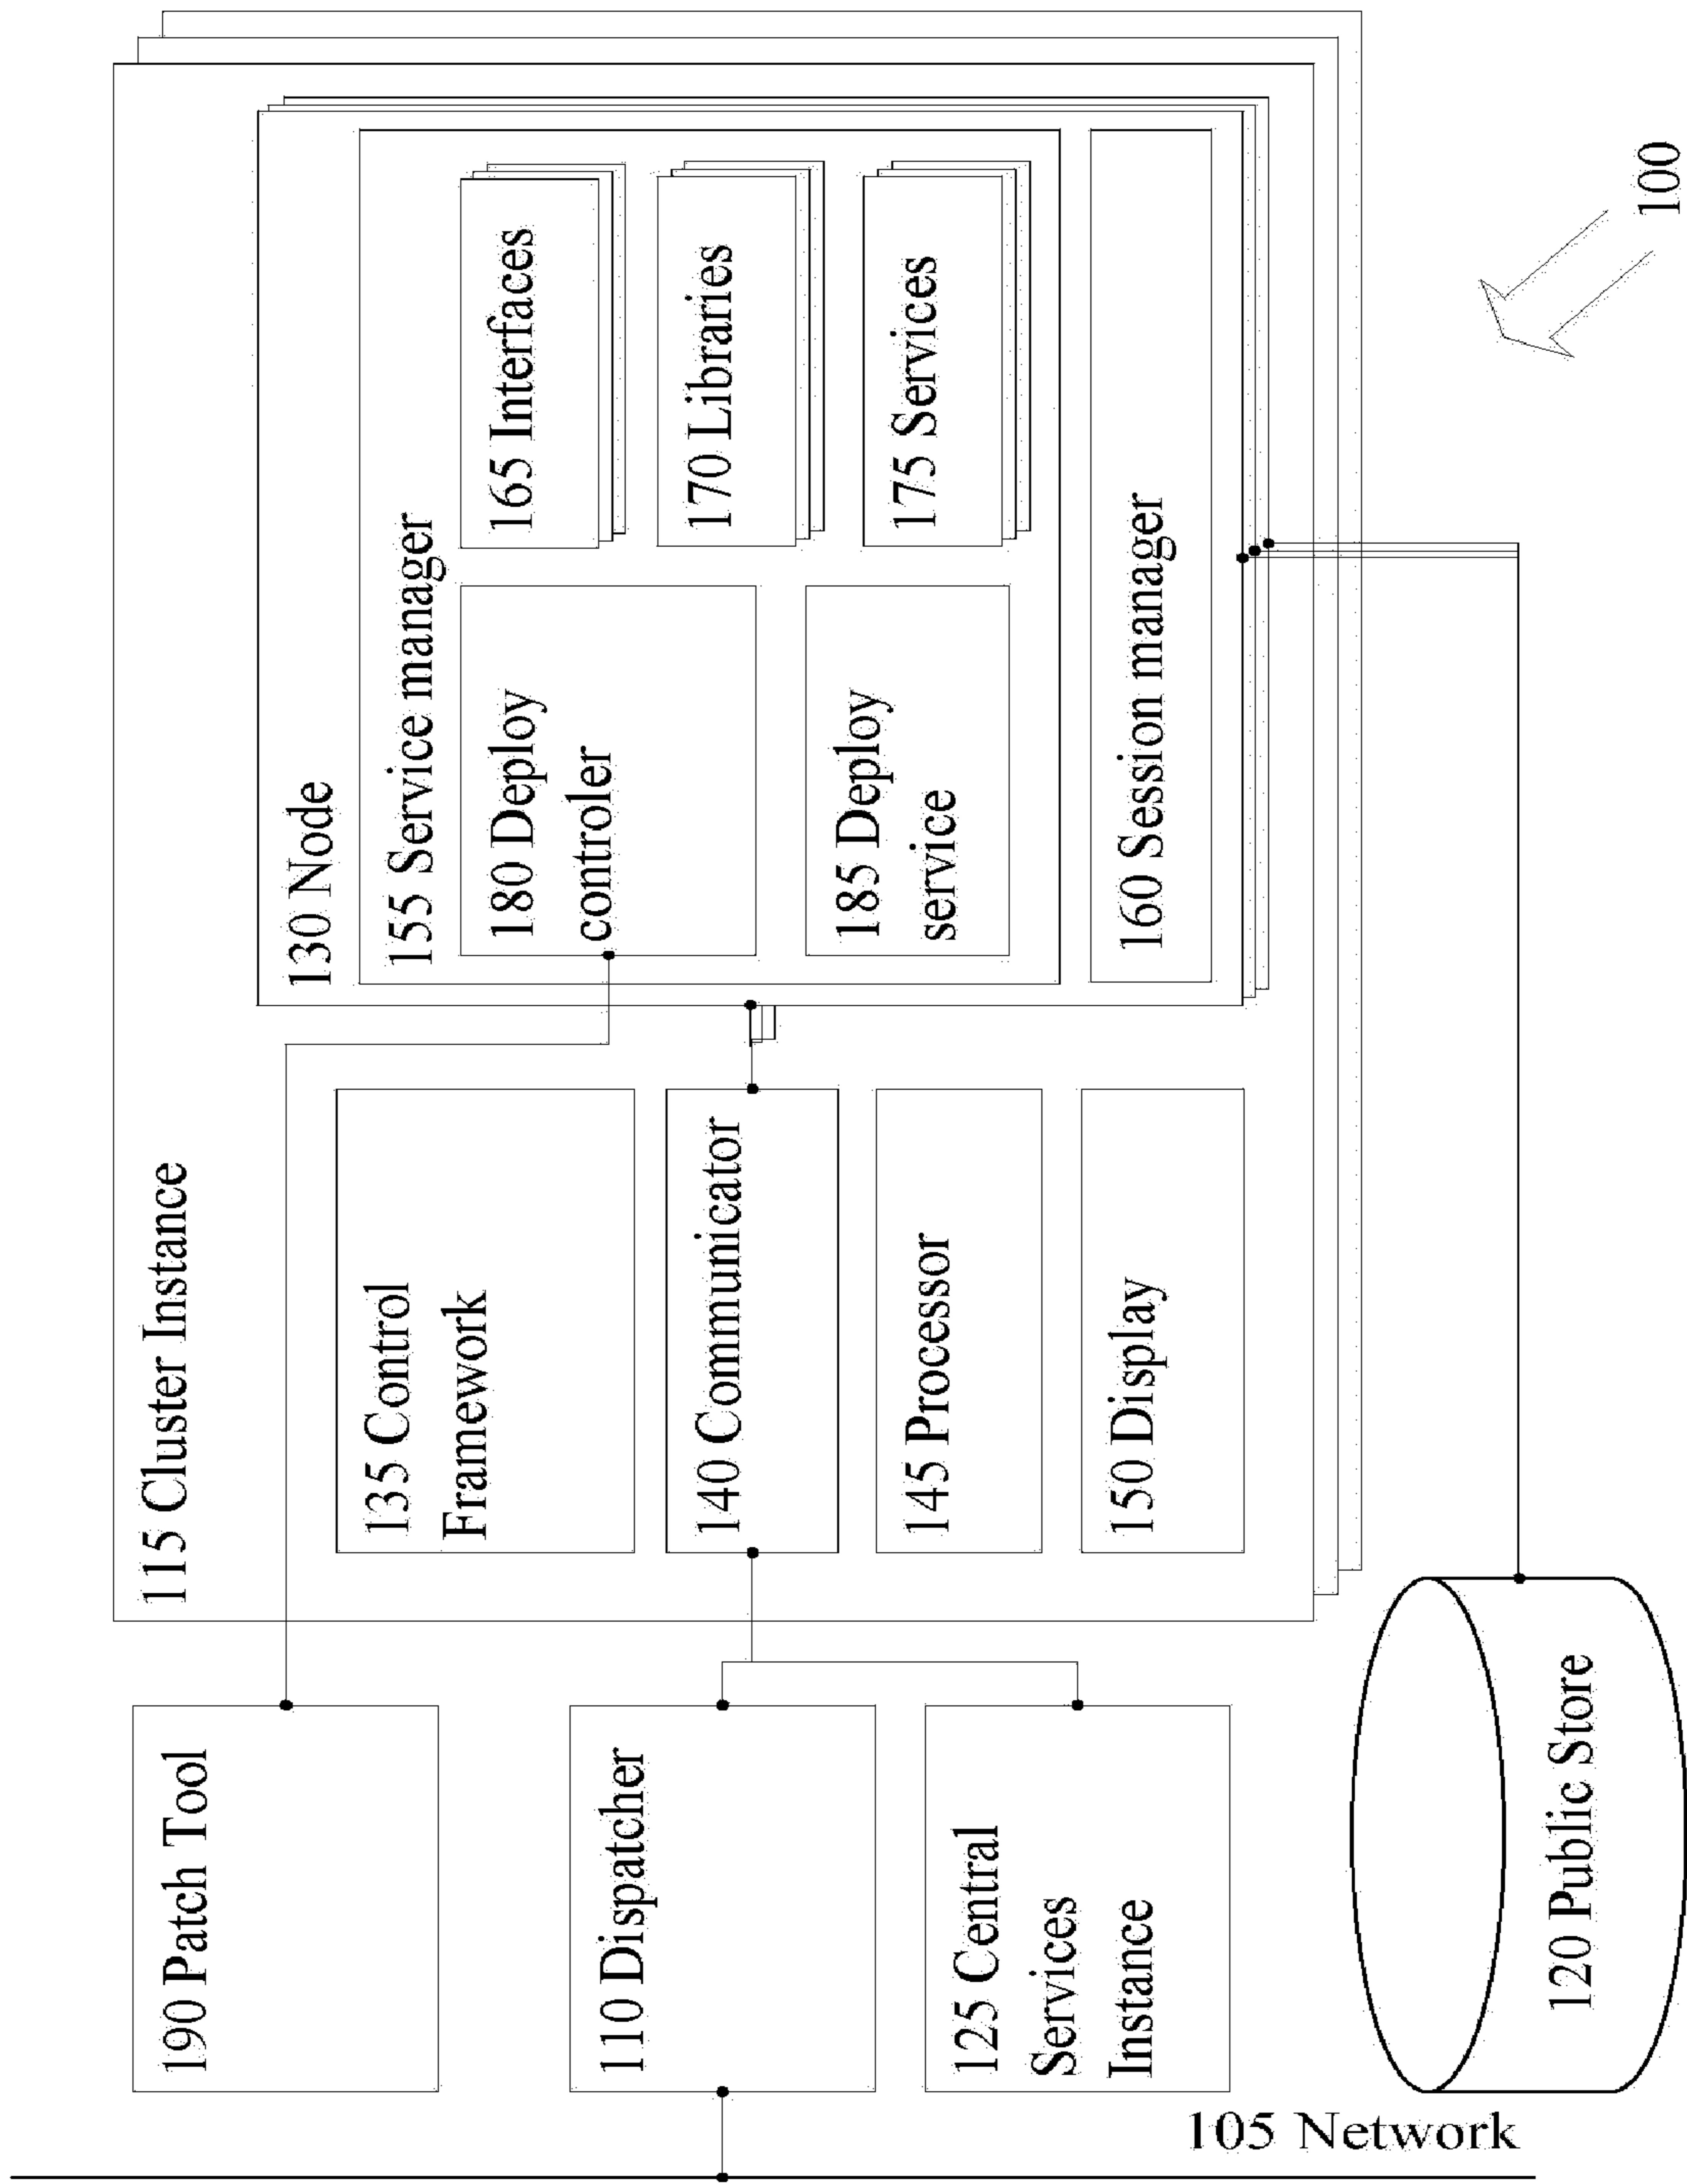 115 Cluster Instance
130 Node
155 Service manager
180 Deploy
controler
165 Interfaces
170 Libraries
185 Deploy
service
175 Services
160 Session manager
135 Control
Framework
140 Communicator
145 Processor
150 Display
190 Patch Tool
110 Dispatcher
125 Central
Services
Instance
120 Public Store
105 Network
100